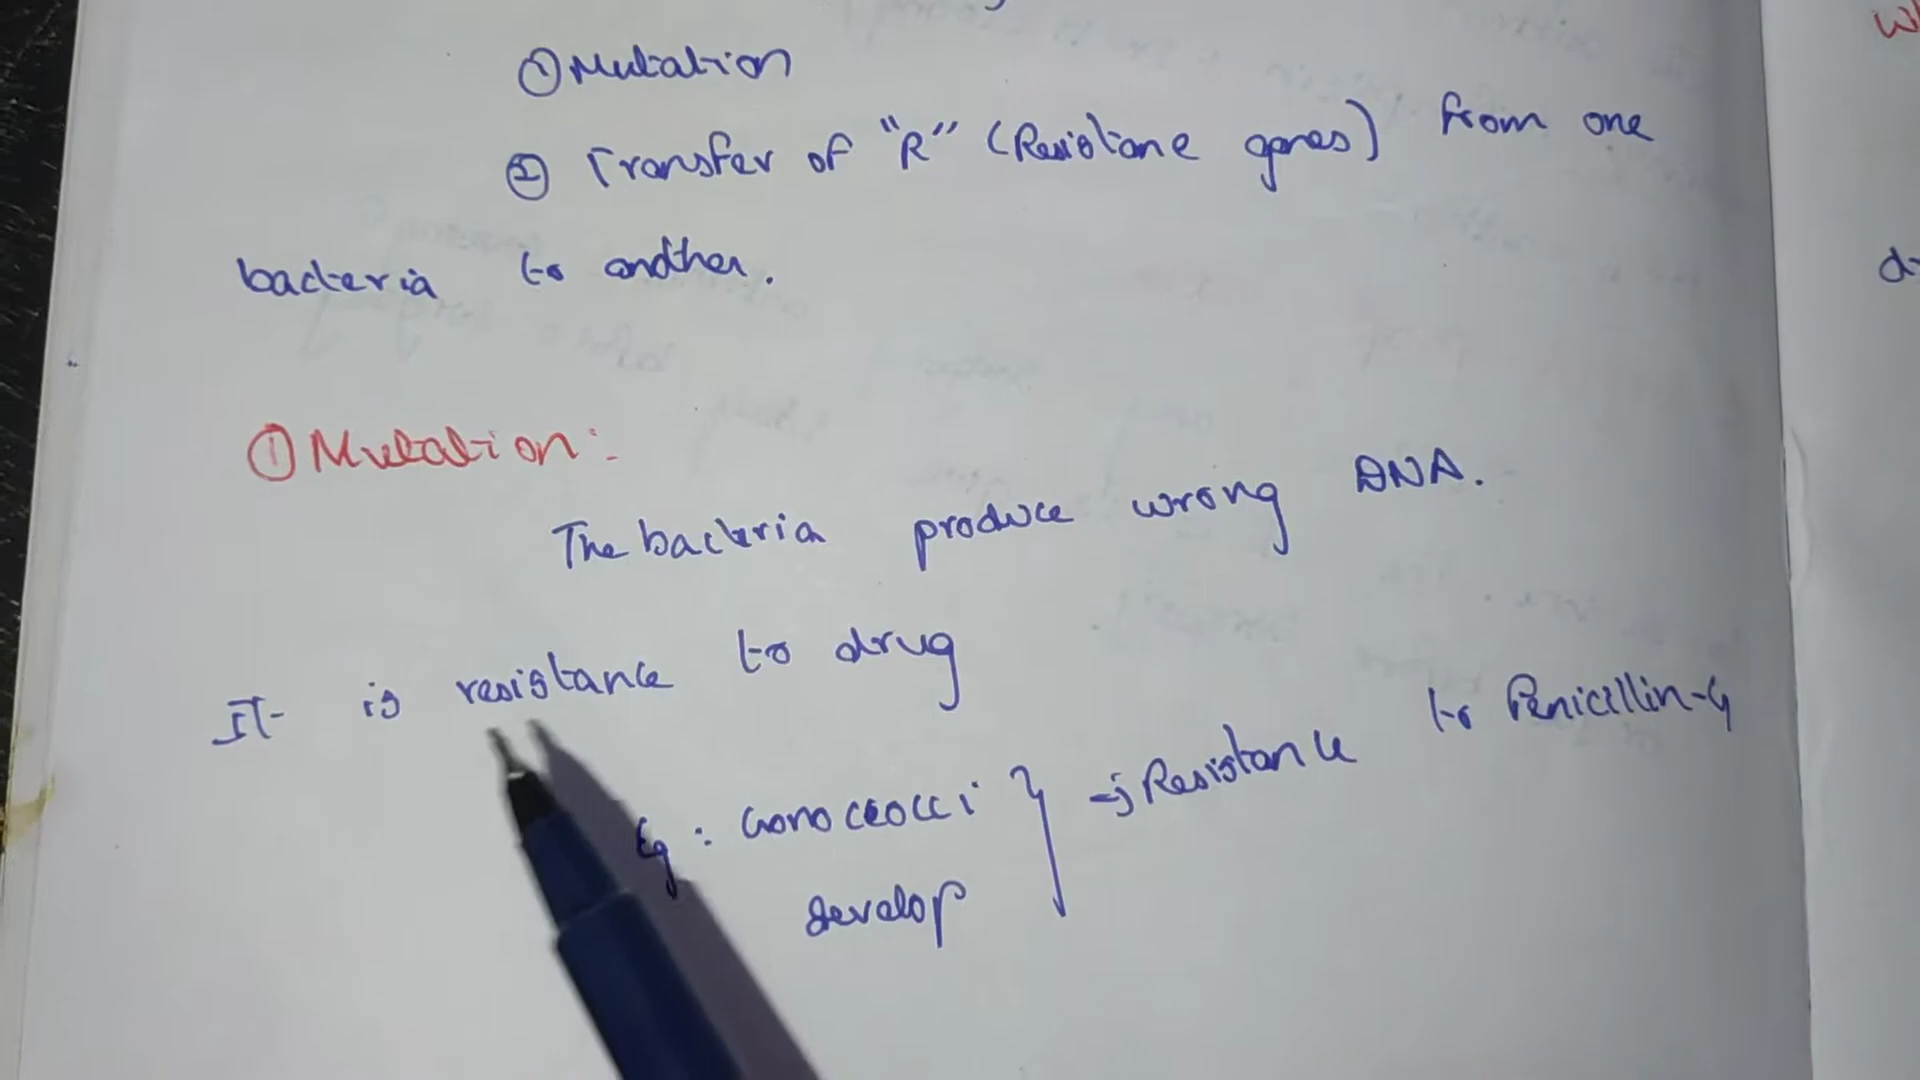 ① Mutation
② Transfer of "R" (Resistane genes) from one
bacteria to another.
① Mutation:
The bacteria produce wrong DNA.
It is resistance to drug
Eg: Gonococci } → Resistance to Penicillin-G
develop